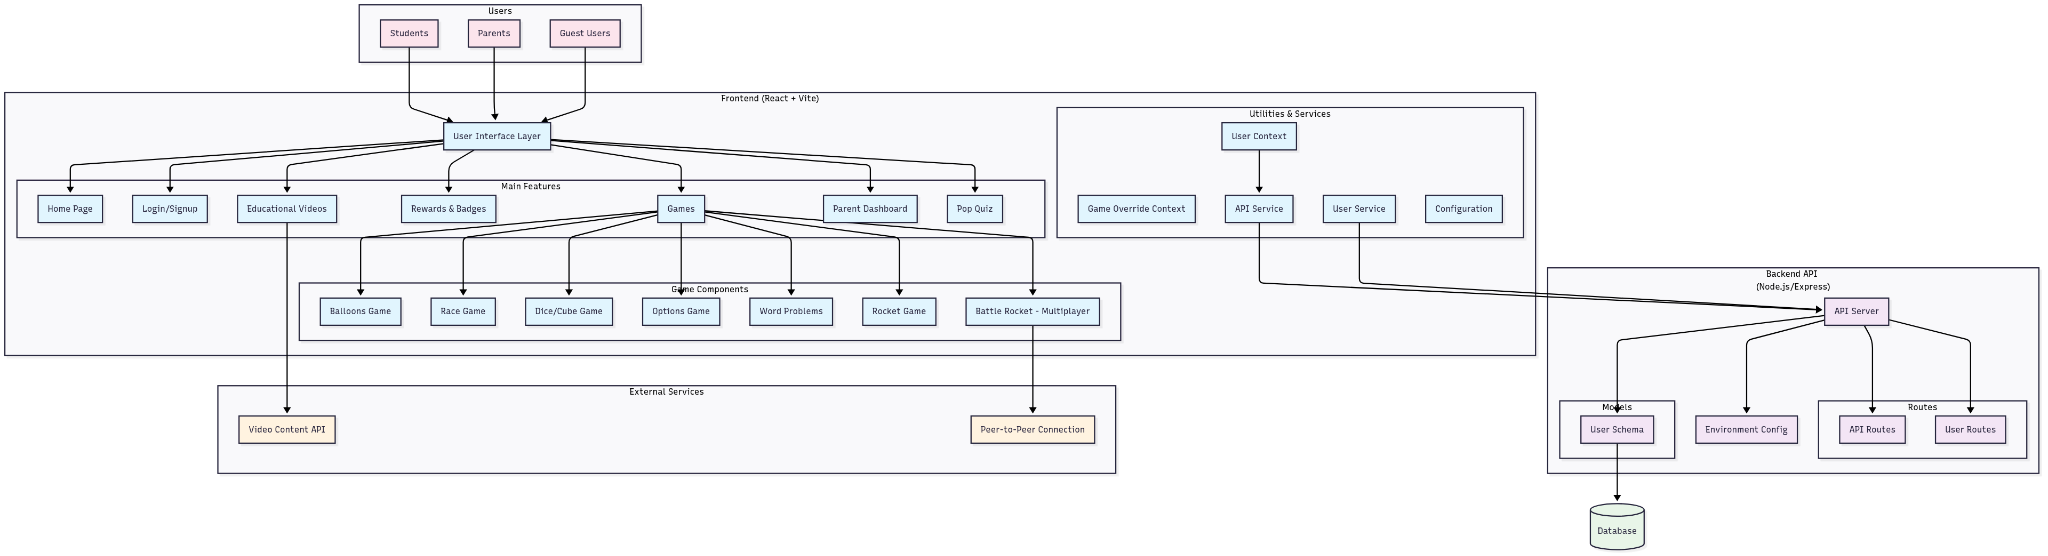 Users
Students
Parents
Guest Users
Frontend (React + Vite)
User Interface Layer
Main Features
Home Page
Login/Signup
Educational Videos
Rewards & Badges
Games
Parent Dashboard
Pop Quiz
Utilities & Services
User Context
Game Override Context
API Service
User Service
Configuration
Game Components
Balloons Game
Race Game
Dice/Cube Game
Options Game
Word Problems
Rocket Game
Battle Rocket - Multiplayer
External Services
Video Content API
Peer-to-Peer Connection
Backend API
(Node.js/Express)
API Server
Models
User Schema
Environment Config
Routes
API Routes
User Routes
Database